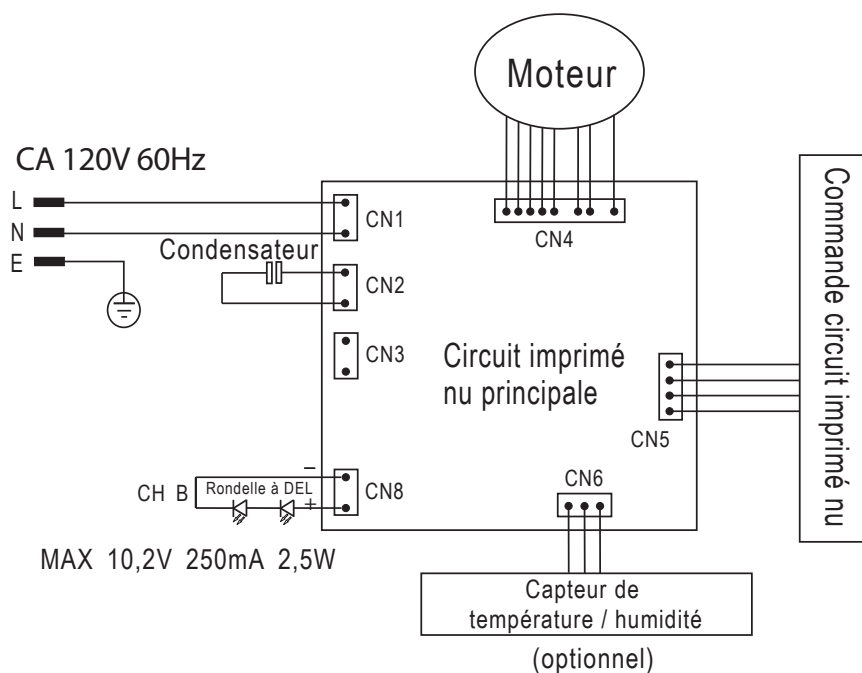 Moteur
CA 120V 60Hz
L
N
E
CN1
CN4
Condensateur
CN2
CN3
Circuit imprimé
nu principale
CN5
Commande circuit imprimé nu
CH B
–
Rondelle à DEL
+
CN8
CN6
MAX 10,2V 250mA 2,5W
Capteur de
température / humidité
(optionnel)